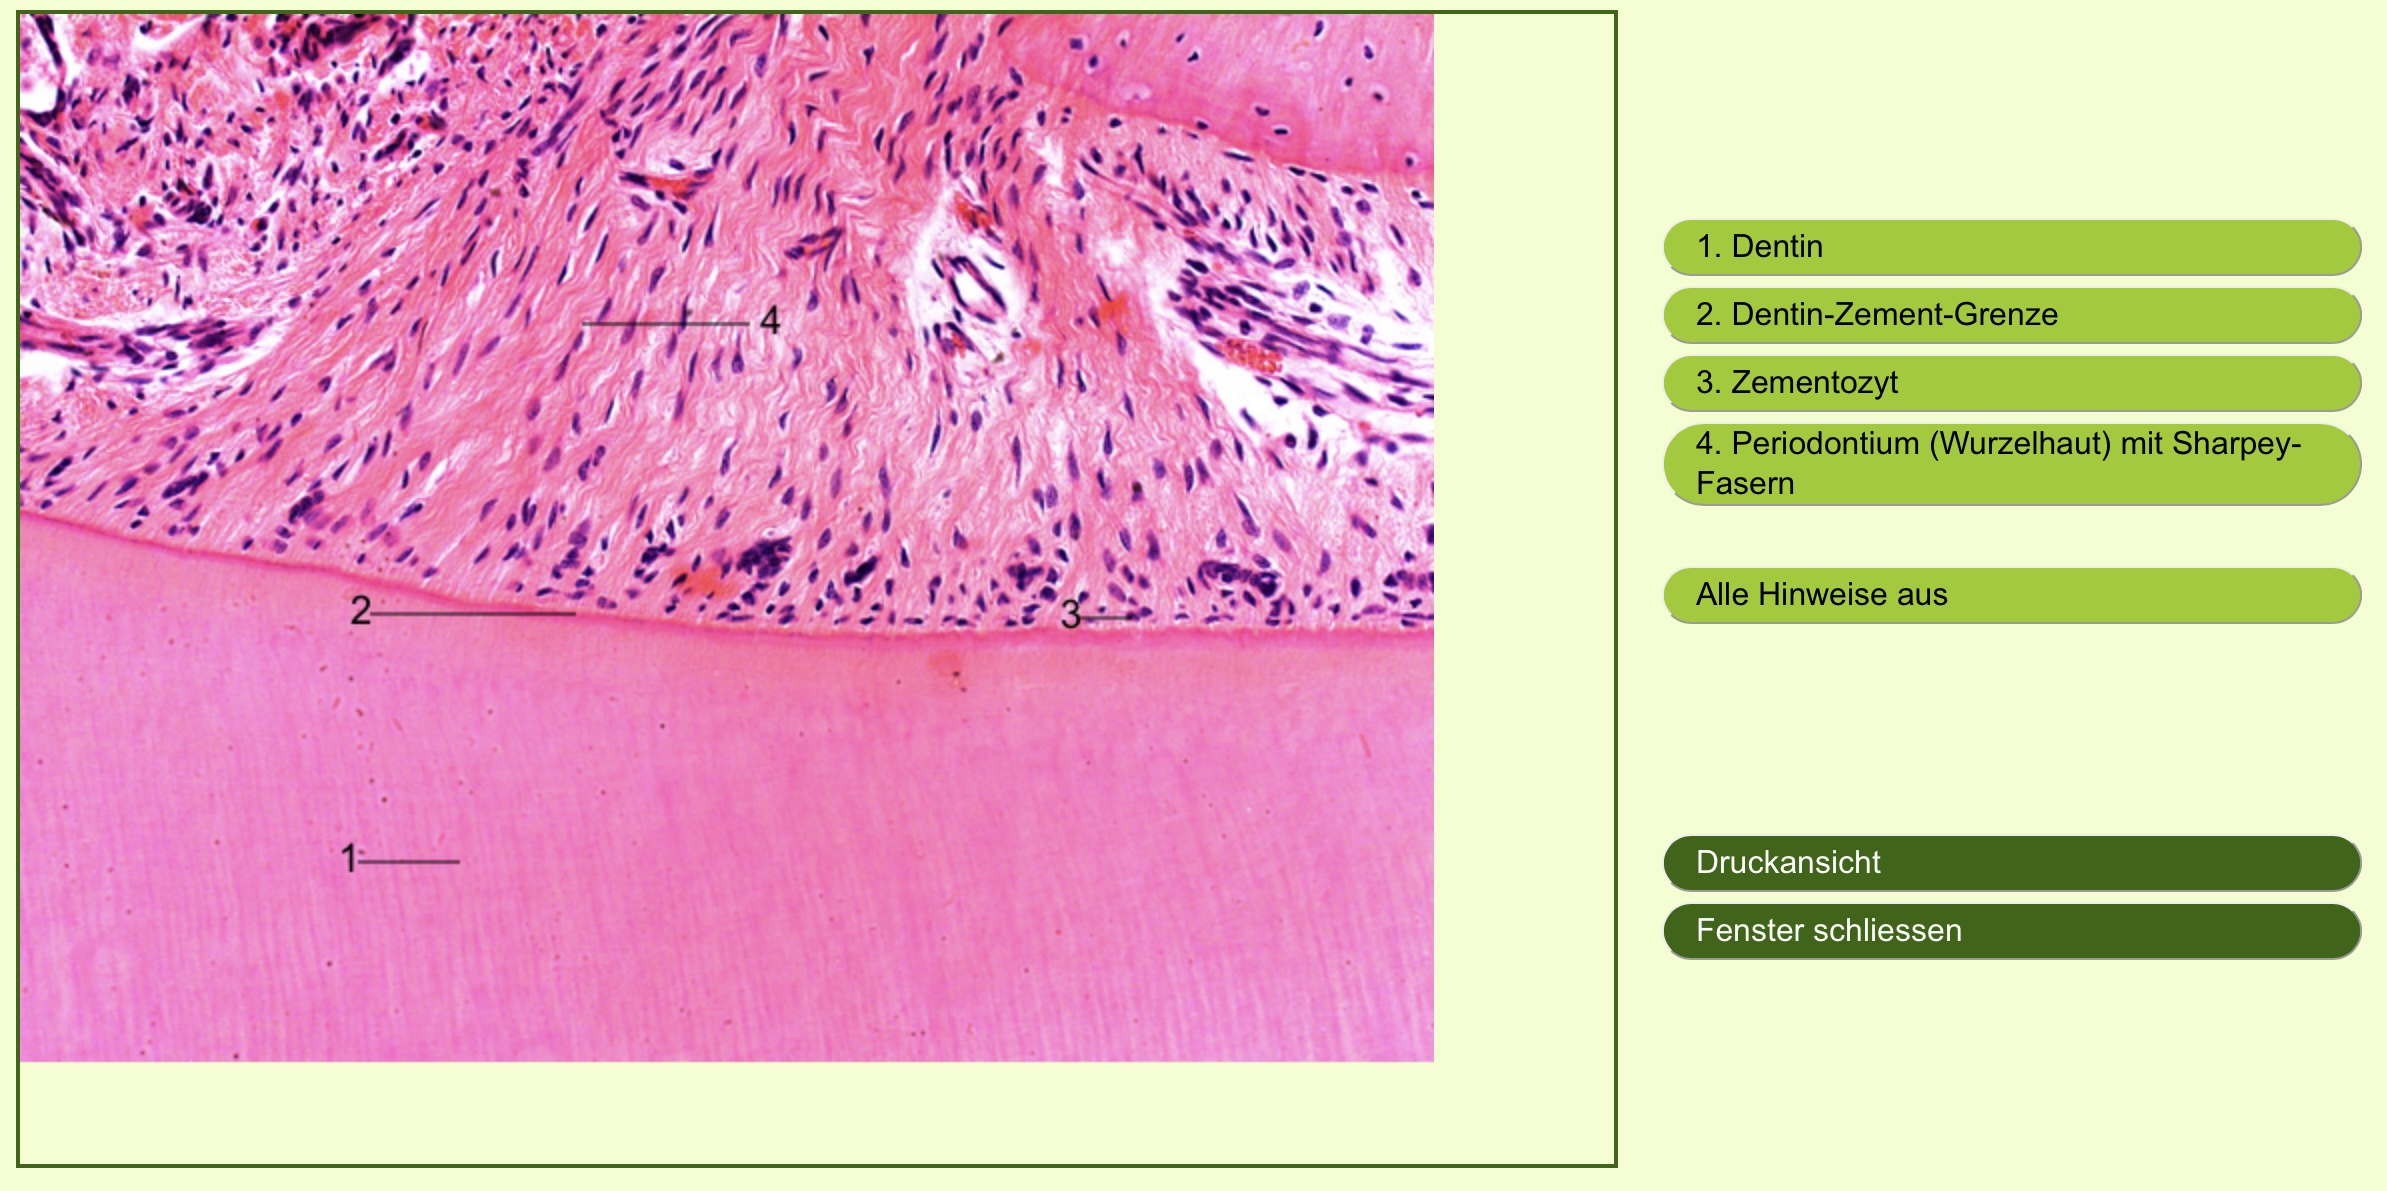 4
2
3
1
1. Dentin
2. Dentin-Zement-Grenze
3. Zementozyt
4. Periodontium (Wurzelhaut) mit Sharpey-
Fasern
Alle Hinweise aus
Druckansicht
Fenster schliessen